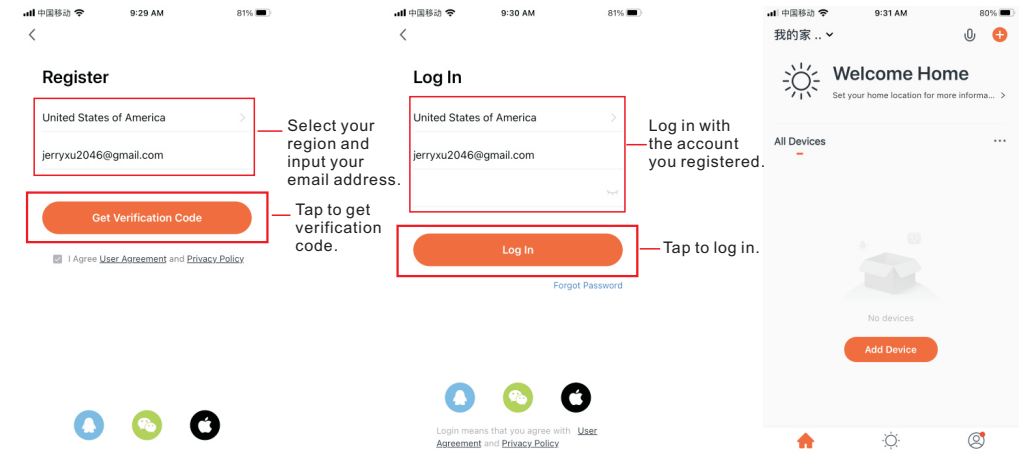 中国移动 9:29 AM 81%
Register
United States of America
jerryxu2046@gmail.com
Get Verification Code
I Agree User Agreement and Privacy Policy
Select your
region and
input your
email address.
Tap to get
verification
code.
中国移动 9:30 AM 81%
Log In
United States of America
jerryxu2046@gmail.com
Log In
Forgot Password
Login means that you agree with User
Agreement and Privacy Policy
Log in with
the account
you registered.
Tap to log in.
中国移动 9:31 AM 80%
我的家 ..
Welcome Home
Set your home location for more informa...
All Devices
No devices
Add Device